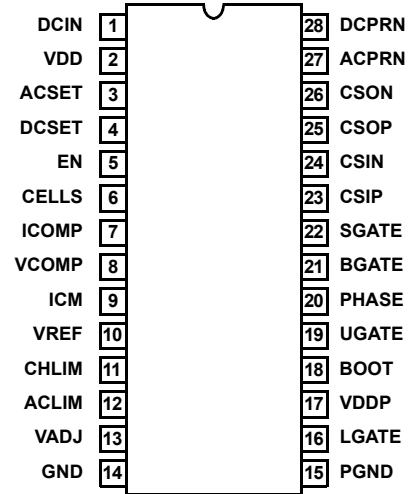 DCIN 1 28 DCPRN
VDD 2 27 ACPRN
ACSET 3 26 CSON
DCSET 4 25 CSOP
EN 5 24 CSIN
CELLS 6 23 CSIP
ICOMP 7 22 SGATE
VCOMP 8 21 BGATE
ICM 9 20 PHASE
VREF 10 19 UGATE
CHLIM 11 18 BOOT
ACLIM 12 17 VDDP
VADJ 13 16 LGATE
GND 14 15 PGND